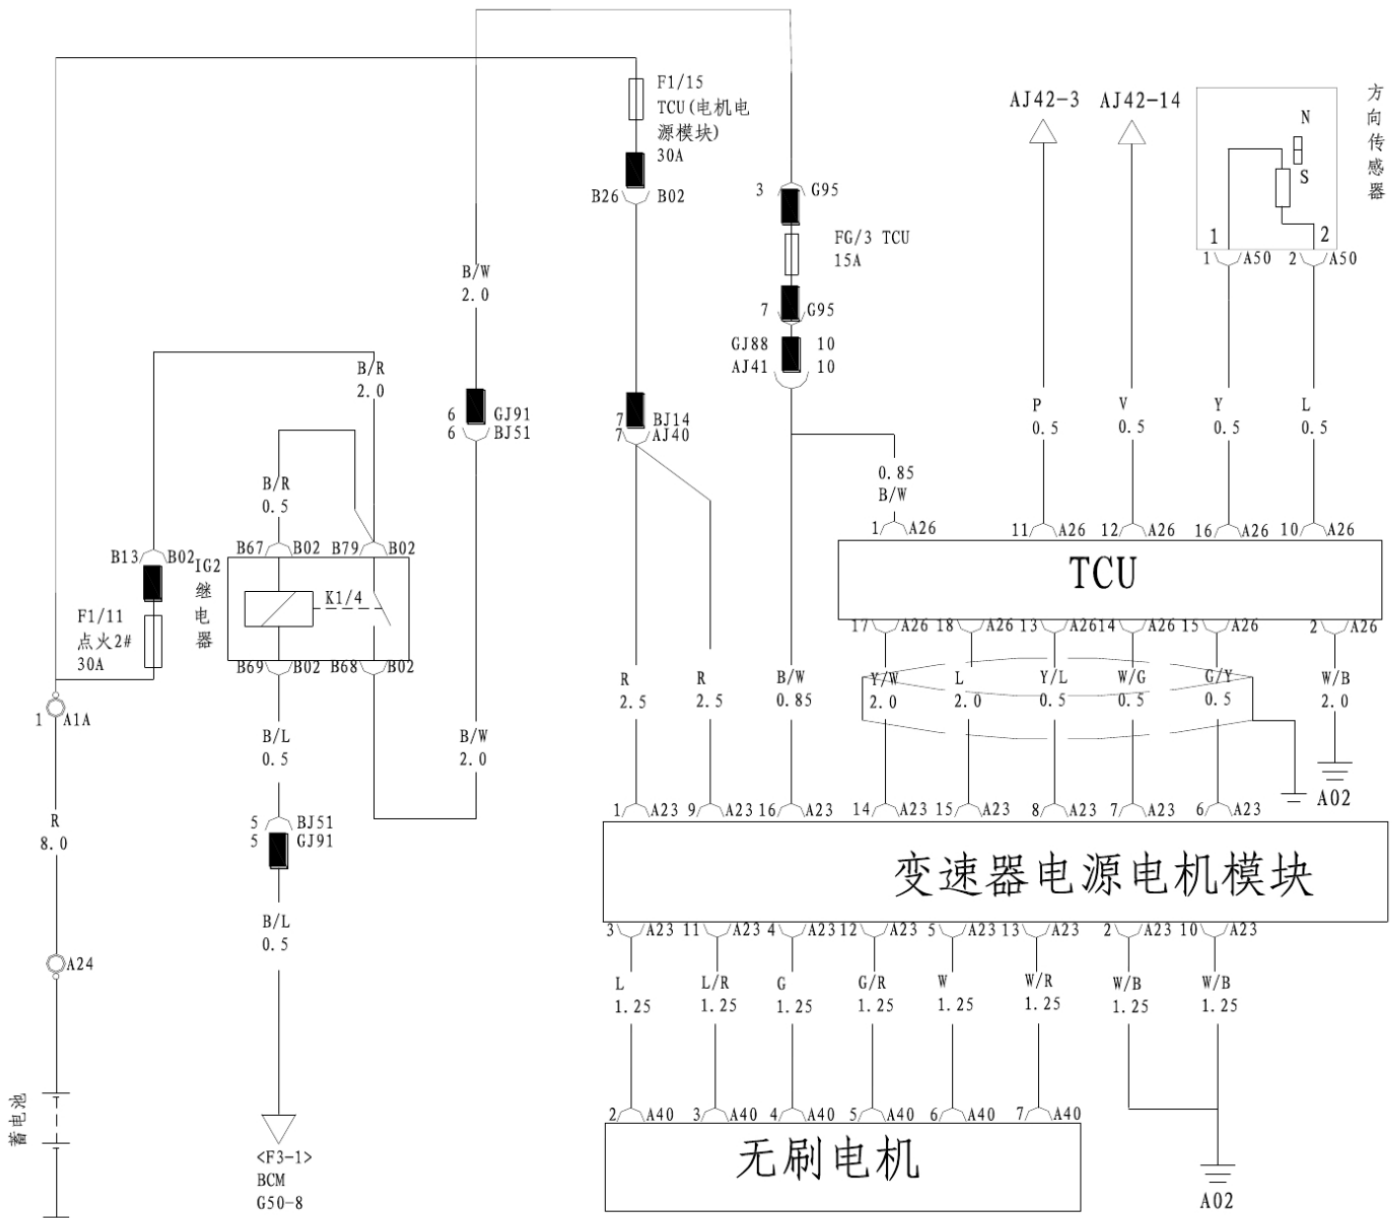 F1/15
TCU(电机电
源模块)
30A
B26 B02
3 G95
FG/3 TCU
15A
7 G95
GJ88 10
AJ41 10
AJ42-3
AJ42-14
方向传感器
N
S
1
2
1 A50
2 A50
B/W
2.0
B/R
2.0
6 GJ91
6 BJ51
7 BJ14
7 AJ40
P
0.5
V
0.5
Y
0.5
L
0.5
0.85
B/W
B/R
0.5
1 A26
11 A26
12 A26
16 A26
10 A26
TCU
B13 B02
B67 B02
B79 B02
IG2
继电器
K1/4
F1/11
点火2#
30A
B69 B02
B68 B02
17 A26
18 A26
13 A26
14 A26
15 A26
2 A26
R
2.5
R
2.5
B/W
0.85
Y/W
2.0
L
2.0
Y/L
0.5
W/G
0.5
G/Y
0.5
W/B
2.0
1 A1A
B/L
0.5
B/W
2.0
A02
R
8.0
5 BJ51
5 GJ91
1 A23
9 A23
16 A23
14 A23
15 A23
8 A23
7 A23
6 A23
变速器电源电机模块
B/L
0.5
3 A23
11 A23
4 A23
12 A23
5 A23
13 A23
2 A23
10 A23
A24
L
1.25
L/R
1.25
G
1.25
G/R
1.25
W
1.25
W/R
1.25
W/B
1.25
W/B
1.25
蓄电池
2 A40
3 A40
4 A40
5 A40
6 A40
7 A40
无刷电机
<F3-1>
BCM
G50-8
A02